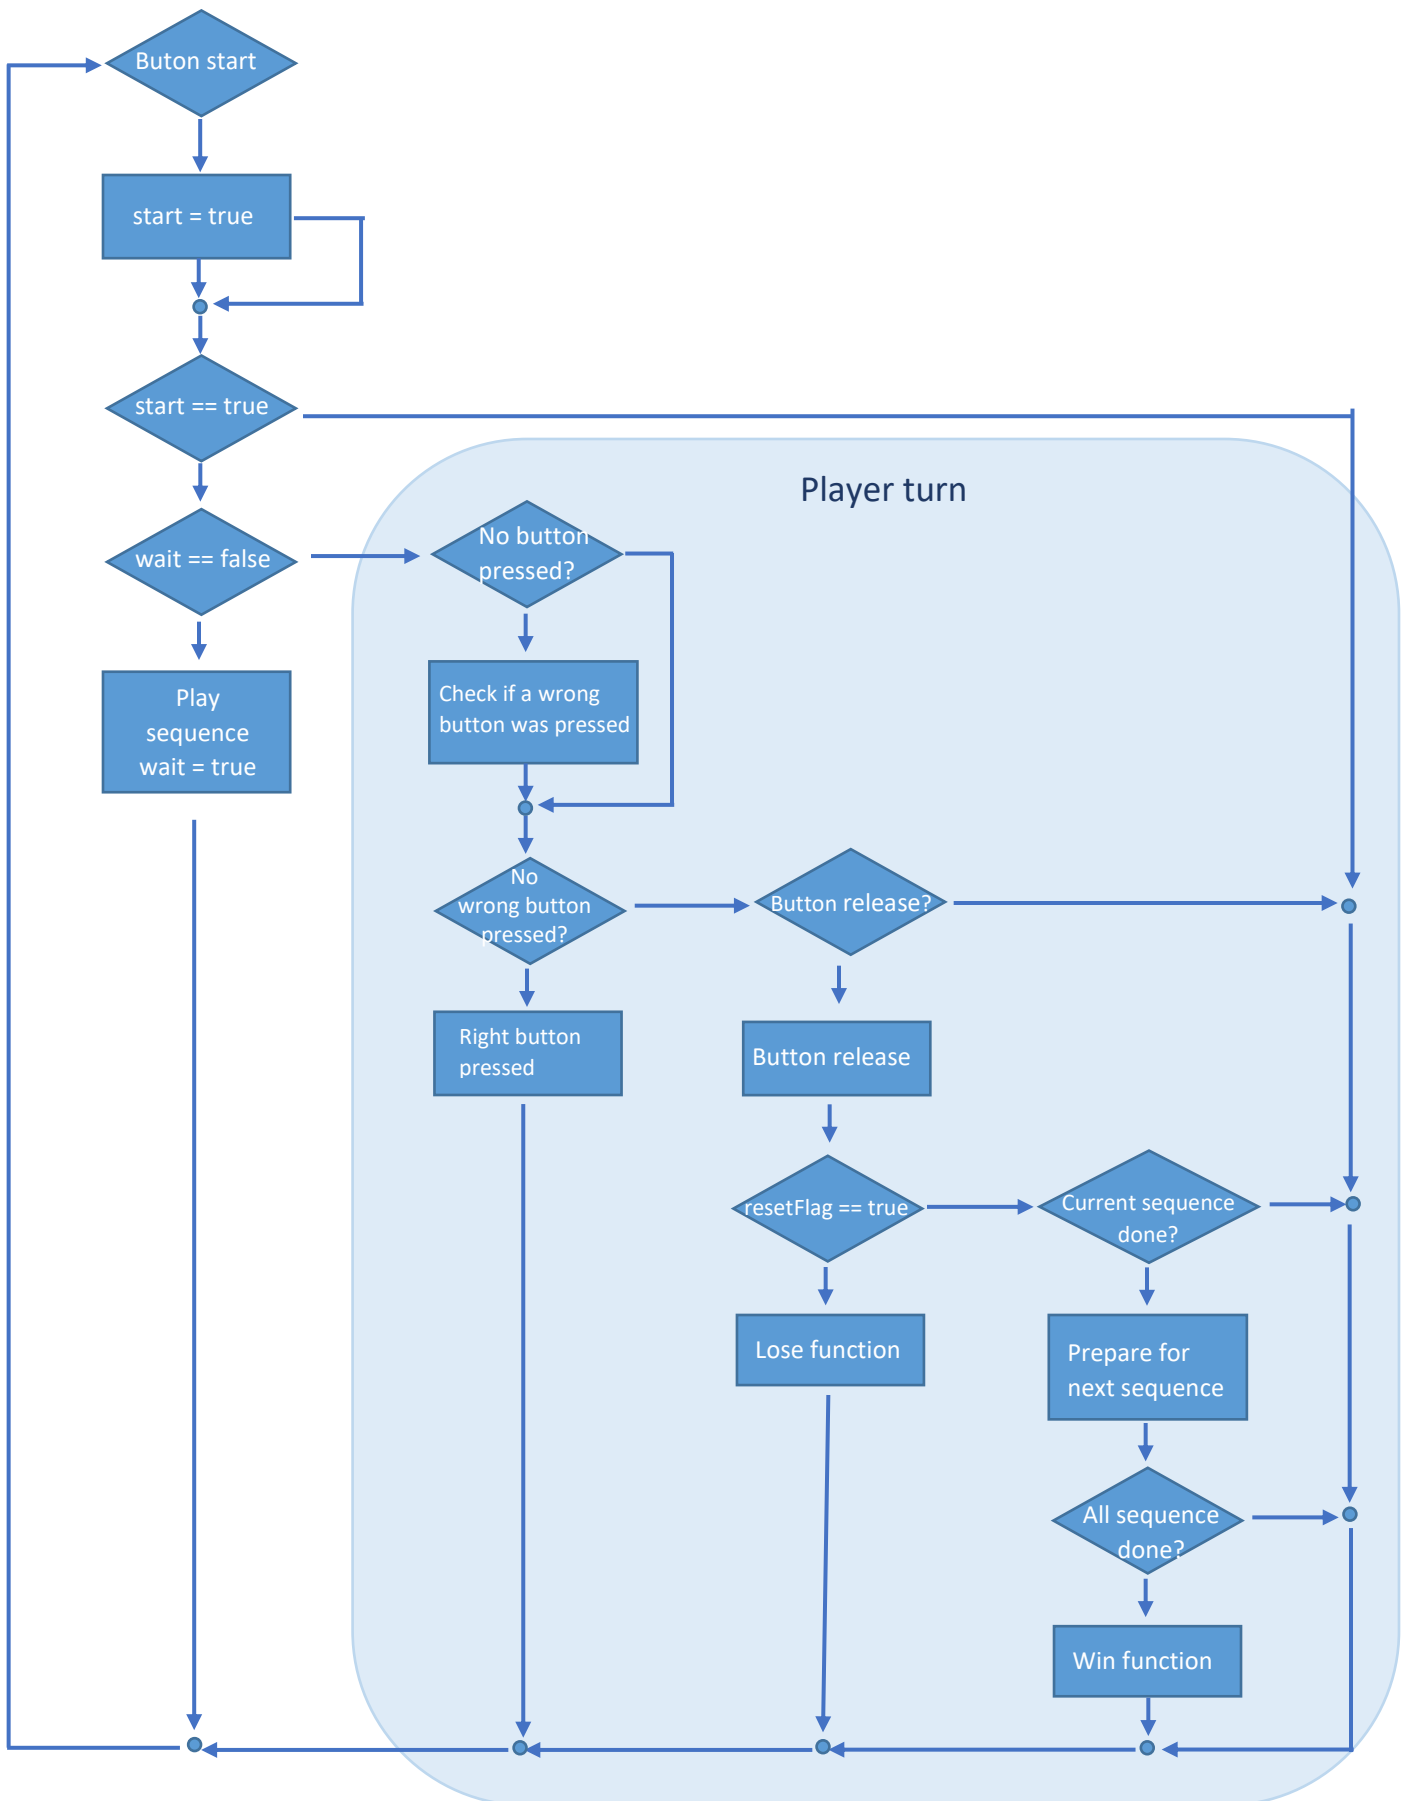 Buton start
start = true
start == true
Player turn
No button
pressed?
wait == false
Check if a wrong
button was pressed
Play
sequence
wait = true
No
wrong button
pressed?
Button release?
Right button
pressed
Button release
resetFlag == true
Current sequence
done?
Lose function
Prepare for
next sequence
All sequence
done?
Win function